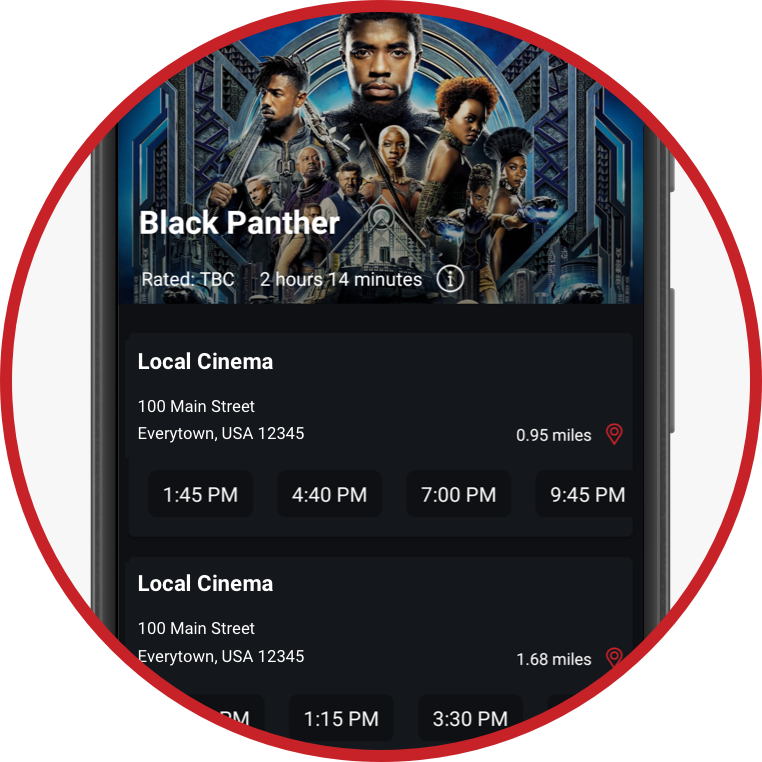 Black Panther
Rated: TBC 2 hours 14 minutes
Local Cinema
100 Main Street
Everytown, USA 12345
0.95 miles
1:45 PM 4:40 PM 7:00 PM 9:45 PM
Local Cinema
100 Main Street
Everytown, USA 12345
1.68 miles
PM 1:15 PM 3:30 PM